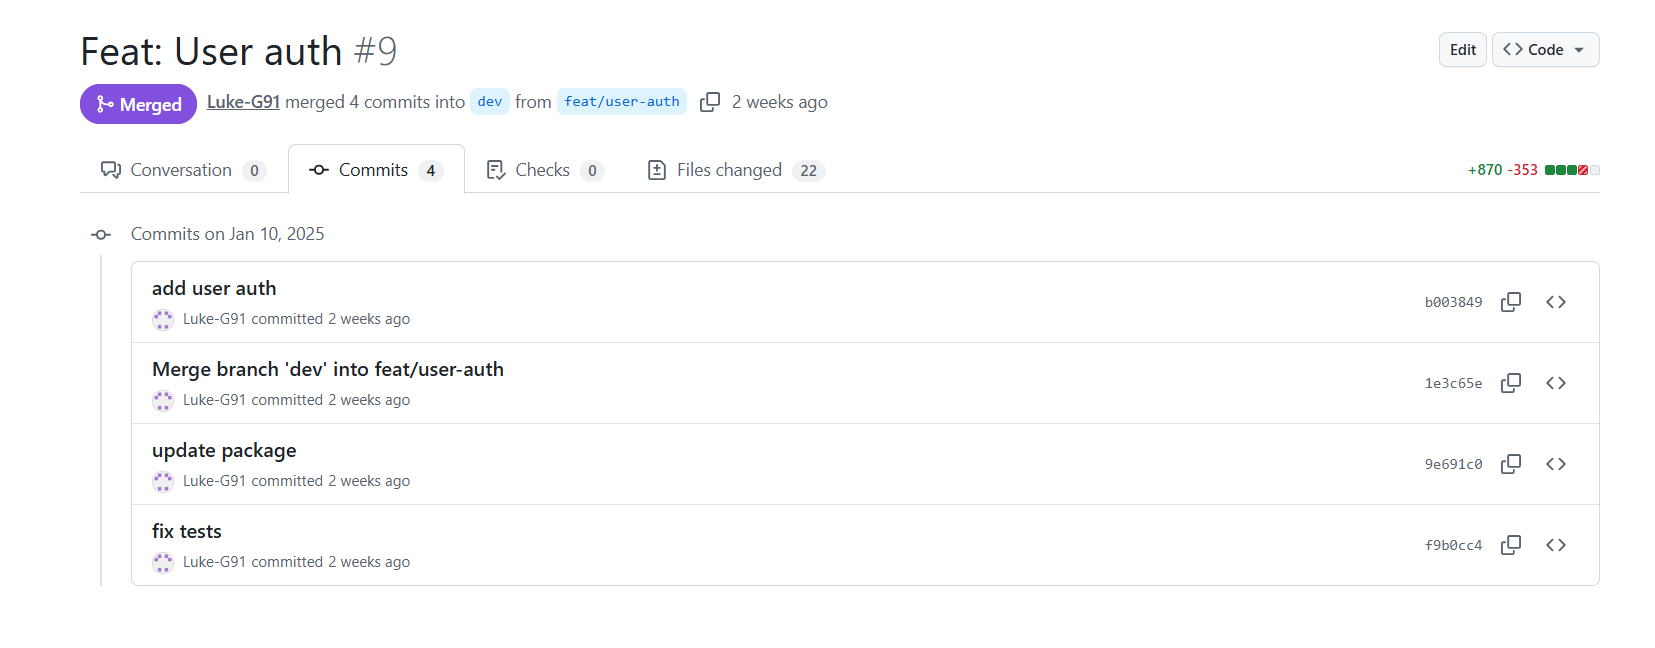 Feat: User auth #9
Edit
Code
Merged
Luke-G91 merged 4 commits into dev from feat/user-auth 2 weeks ago
Conversation 0
Commits 4
Checks 0
Files changed 22
+870 -353
Commits on Jan 10, 2025
add user auth
Luke-G91 committed 2 weeks ago
b003849
Merge branch 'dev' into feat/user-auth
Luke-G91 committed 2 weeks ago
1e3c65e
update package
Luke-G91 committed 2 weeks ago
9e691c0
fix tests
Luke-G91 committed 2 weeks ago
f9b0cc4